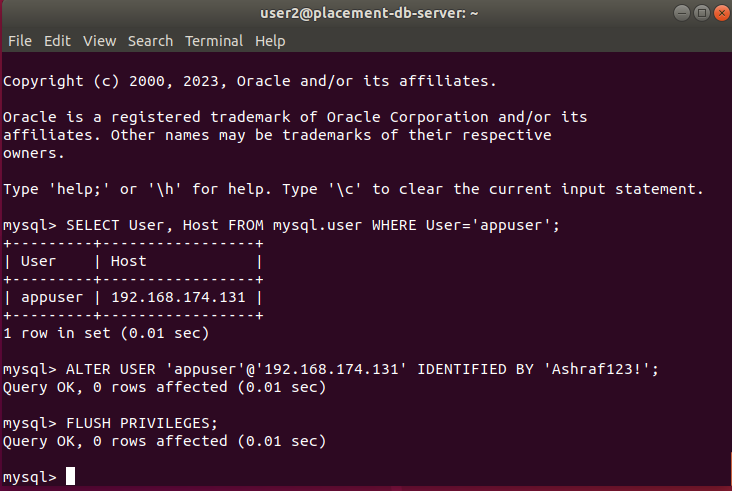 user2@placement-db-server: ~
File Edit View Search Terminal Help
Copyright (c) 2000, 2023, Oracle and/or its affiliates.
Oracle is a registered trademark of Oracle Corporation and/or its
affiliates. Other names may be trademarks of their respective
owners.
Type 'help;' or '\h' for help. Type '\c' to clear the current input statement.
mysql> SELECT User, Host FROM mysql.user WHERE User='appuser';
+---------+-----------------+
| User    | Host            |
+---------+-----------------+
| appuser | 192.168.174.131 |
+---------+-----------------+
1 row in set (0.01 sec)
mysql> ALTER USER 'appuser'@'192.168.174.131' IDENTIFIED BY 'Ashraf123!';
Query OK, 0 rows affected (0.01 sec)
mysql> FLUSH PRIVILEGES;
Query OK, 0 rows affected (0.01 sec)
mysql>